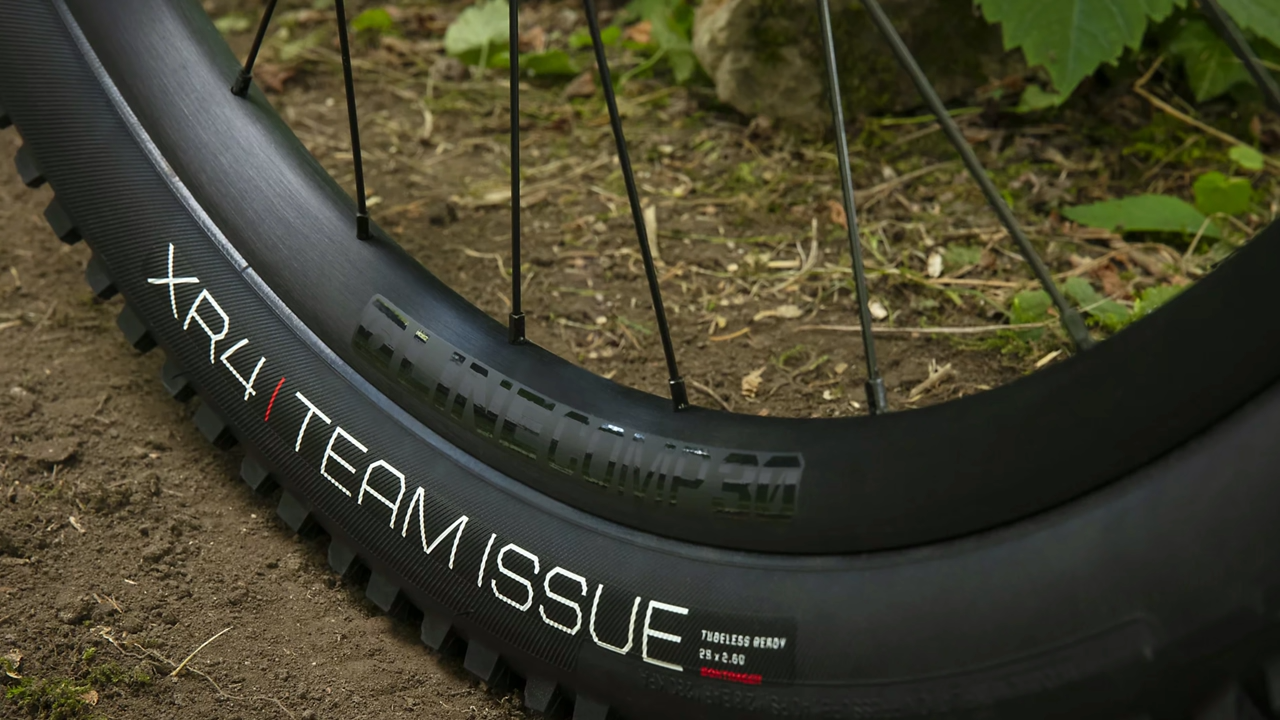 XR4 | TEAM ISSUE
TUBELESS READY
29 x 2.60
LINE COMP 30